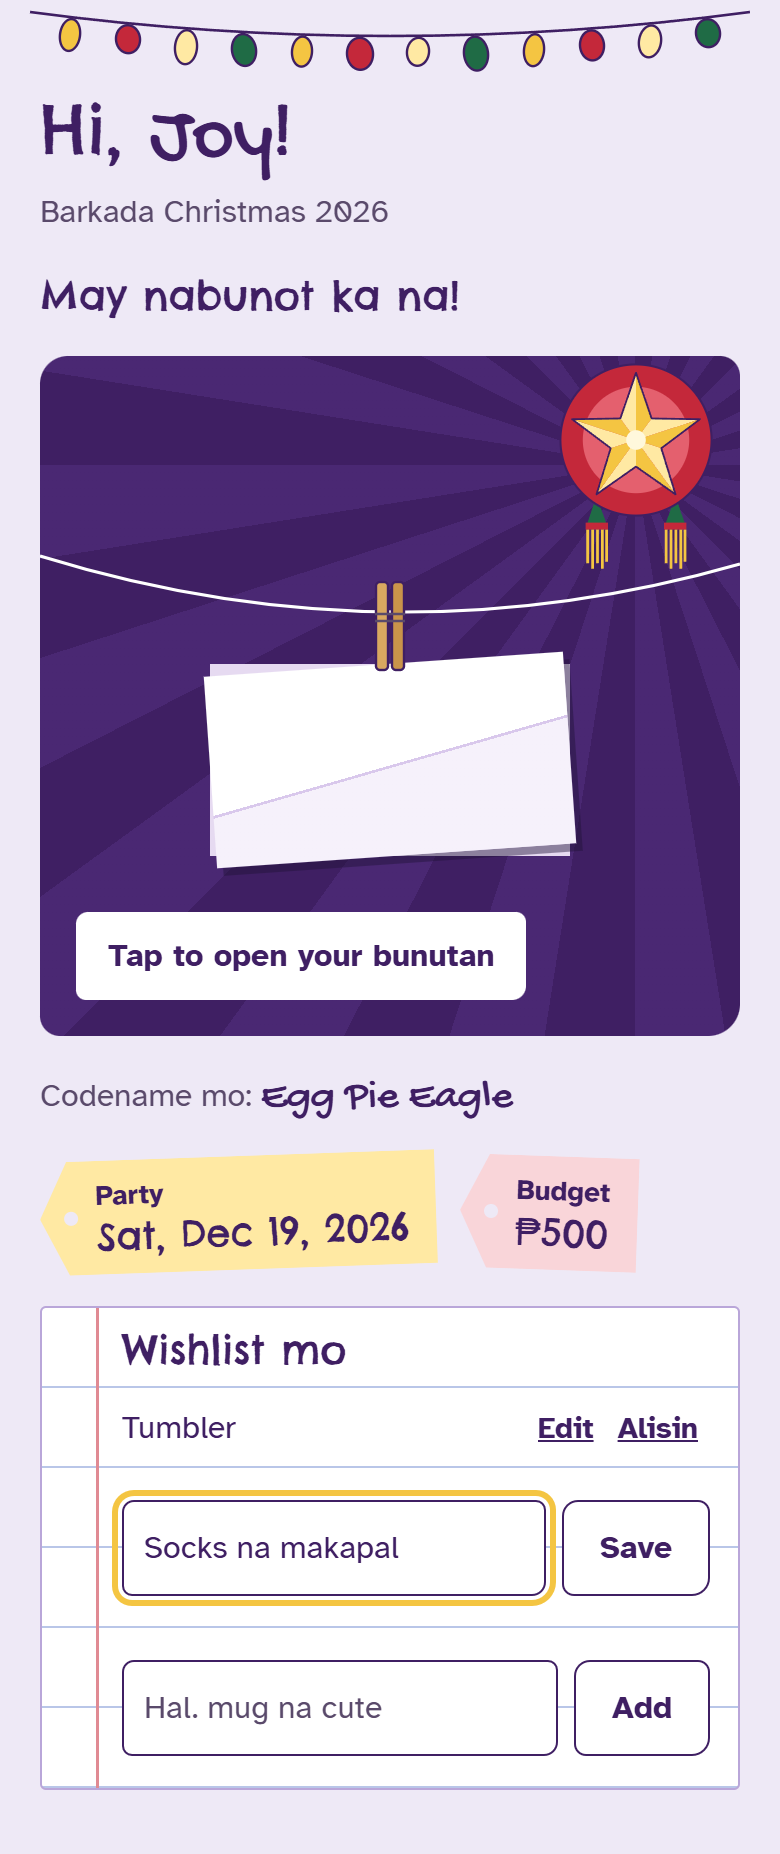 Hi, Joy!
Barkada Christmas 2026
May nabunot ka na!
Tap to open your bunutan
Codename mo: Egg Pie Eagle
Party
Sat, Dec 19, 2026
Budget
₱500
Wishlist mo
Tumbler Edit Alisin
Socks na makapal Save
Hal. mug na cute Add